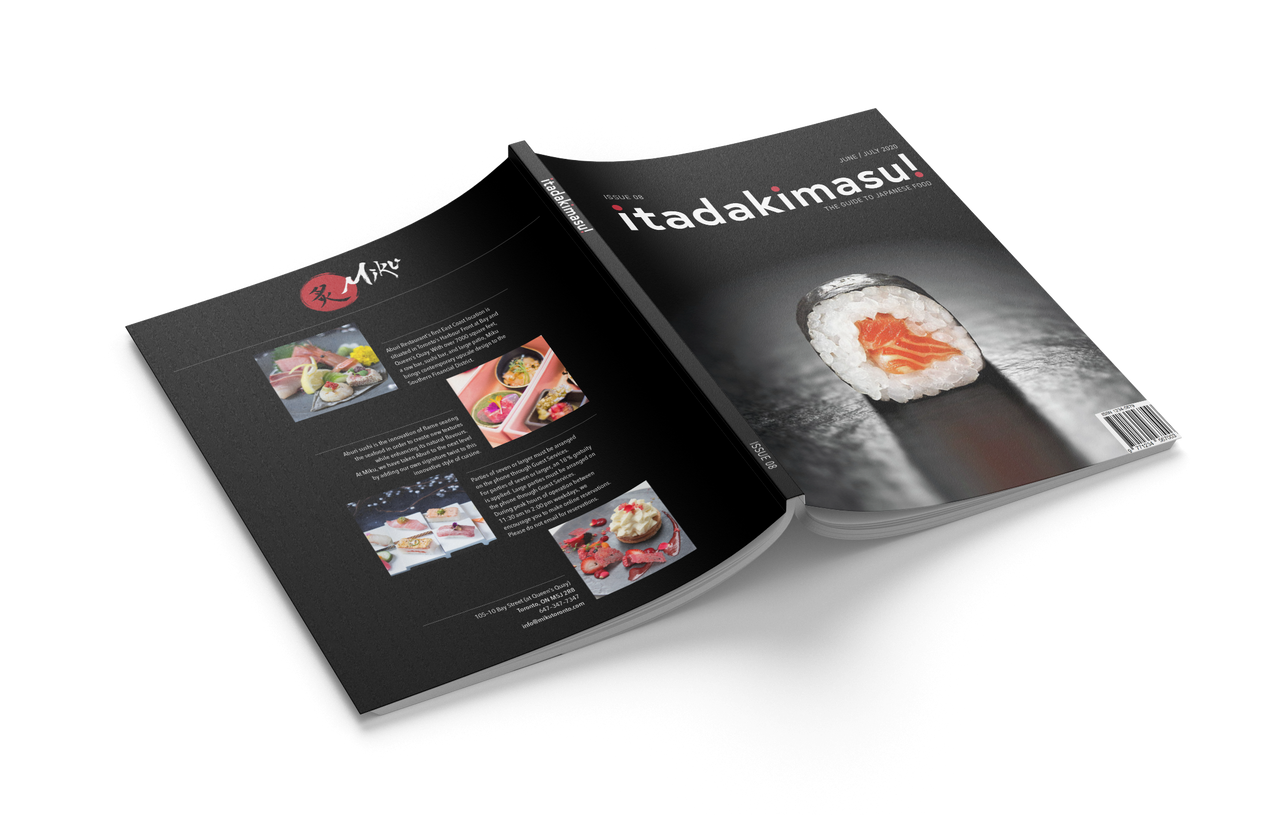 ISSUE 08
JUNE / JULY 2020
itadakimasu!
THE GUIDE TO JAPANESE FOOD
itadakimasu!
ISSUE 08
炙 Miku
Aburi Restaurant's first East Coast location is
situated in Toronto's Harbour Front at Bay and
Queen's Quay. With over 7000 square feet,
a raw bar, sushi bar, and large patio, Miku
brings contemporary upscale design to the
Southern Financial District.
Aburi sushi is the innovation of flame searing
the seafood in order to create new textures
while enhancing its natural flavours.
At Miku, we have taken Aburi to the next level
by adding our own signature twist to this
innovative style of cuisine.
Parties of seven or larger must be arranged
on the phone through Guest Services.
For parties of seven or larger, an 18% gratuity
is applied. Large parties must be arranged on
the phone through Guest Services.
During peak hours of operation between
11:30 am to 2:00 pm weekdays, we
encourage you to make online reservations.
Please do not email for reservations.
105-10 Bay Street (at Queen's Quay)
Toronto, ON M5J 2R8
647-347-7347
info@mikutoronto.com